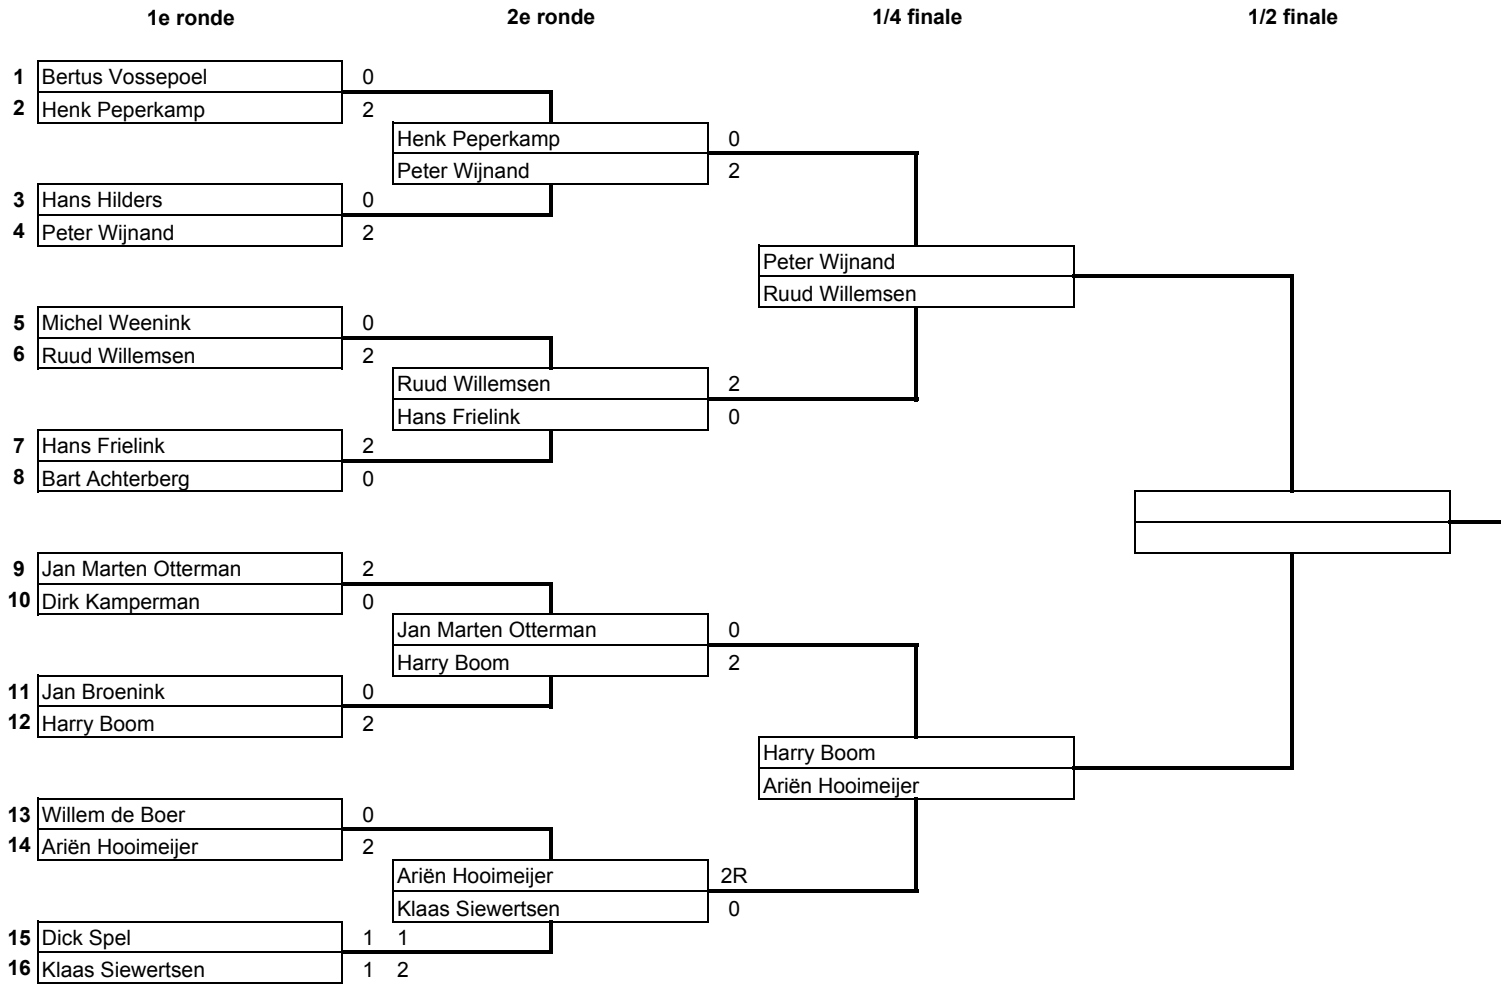 1e ronde 2e ronde 1/4 finale 1/2 finale
1 Bertus Vossepoel 0
2 Henk Peperkamp 2
Henk Peperkamp 0
Peter Wijnand 2
3 Hans Hilders 0
4 Peter Wijnand 2
Peter Wijnand
Ruud Willemsen
5 Michel Weenink 0
6 Ruud Willemsen 2
Ruud Willemsen 2
Hans Frielink 0
7 Hans Frielink 2
8 Bart Achterberg 0
9 Jan Marten Otterman 2
10 Dirk Kamperman 0
Jan Marten Otterman 0
Harry Boom 2
11 Jan Broenink 0
12 Harry Boom 2
Harry Boom
Ariën Hooimeijer
13 Willem de Boer 0
14 Ariën Hooimeijer 2
Ariën Hooimeijer 2R
Klaas Siewertsen 0
15 Dick Spel 1 1
16 Klaas Siewertsen 1 2